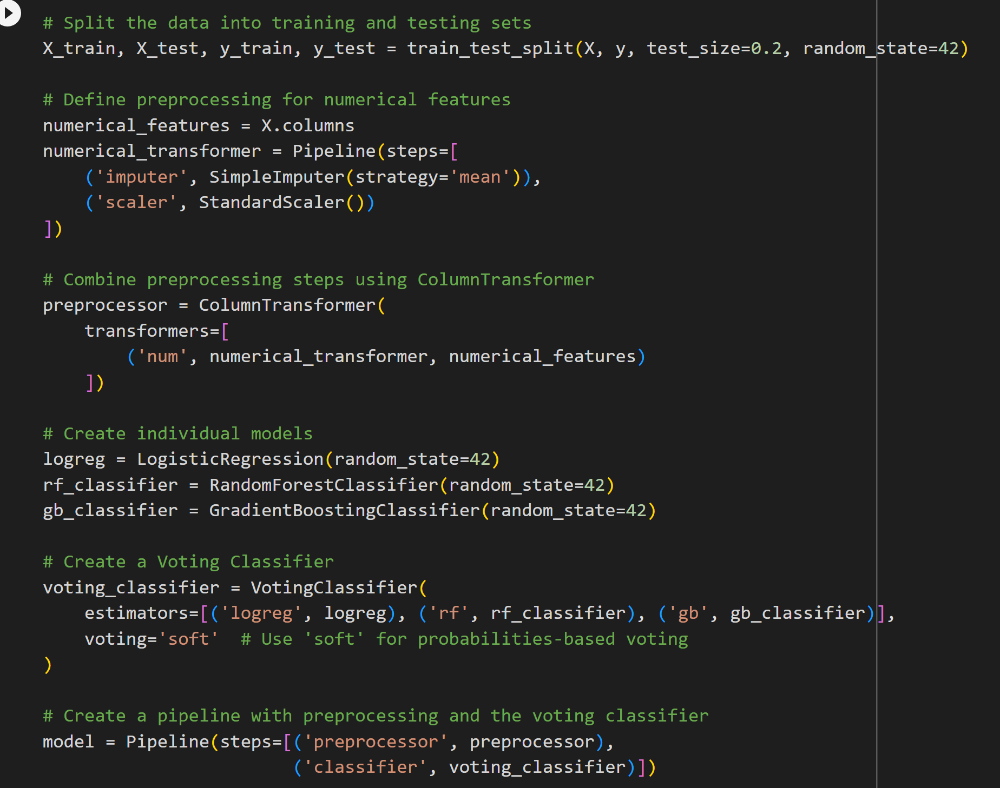 # Split the data into training and testing sets
X_train, X_test, y_train, y_test = train_test_split(X, y, test_size=0.2, random_state=42)

# Define preprocessing for numerical features
numerical_features = X.columns
numerical_transformer = Pipeline(steps=[
    ('imputer', SimpleImputer(strategy='mean')),
    ('scaler', StandardScaler())
])

# Combine preprocessing steps using ColumnTransformer
preprocessor = ColumnTransformer(
    transformers=[
        ('num', numerical_transformer, numerical_features)
    ])

# Create individual models
logreg = LogisticRegression(random_state=42)
rf_classifier = RandomForestClassifier(random_state=42)
gb_classifier = GradientBoostingClassifier(random_state=42)

# Create a Voting Classifier
voting_classifier = VotingClassifier(
    estimators=[('logreg', logreg), ('rf', rf_classifier), ('gb', gb_classifier)],
    voting='soft'  # Use 'soft' for probabilities-based voting
)

# Create a pipeline with preprocessing and the voting classifier
model = Pipeline(steps=[('preprocessor', preprocessor),
                        ('classifier', voting_classifier)])